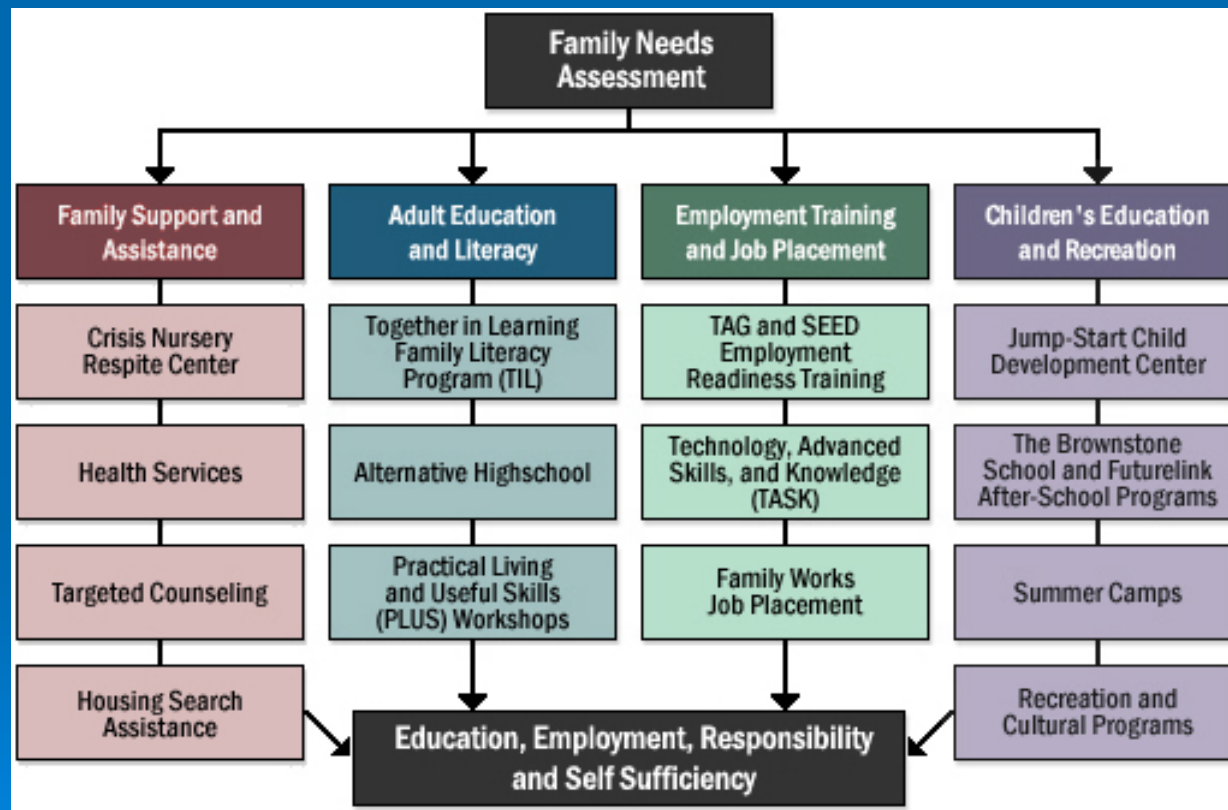 Family Needs
Assessment
Family Support and
Assistance
Adult Education
and Literacy
Employment Training
and Job Placement
Children's Education
and Recreation
Crisis Nursery
Respite Center
Together in Learning
Family Literacy
Program (TIL)
TAG and SEED
Employment
Readiness Training
Jump-Start Child
Development Center
Health Services
Alternative Highschool
Technology, Advanced
Skills, and Knowledge
(TASK)
The Brownstone
School and Futurelink
After-School Programs
Targeted Counseling
Practical Living
and Useful Skills
(PLUS) Workshops
Family Works
Job Placement
Summer Camps
Housing Search
Assistance
Recreation and
Cultural Programs
Education, Employment, Responsibility
and Self Sufficiency